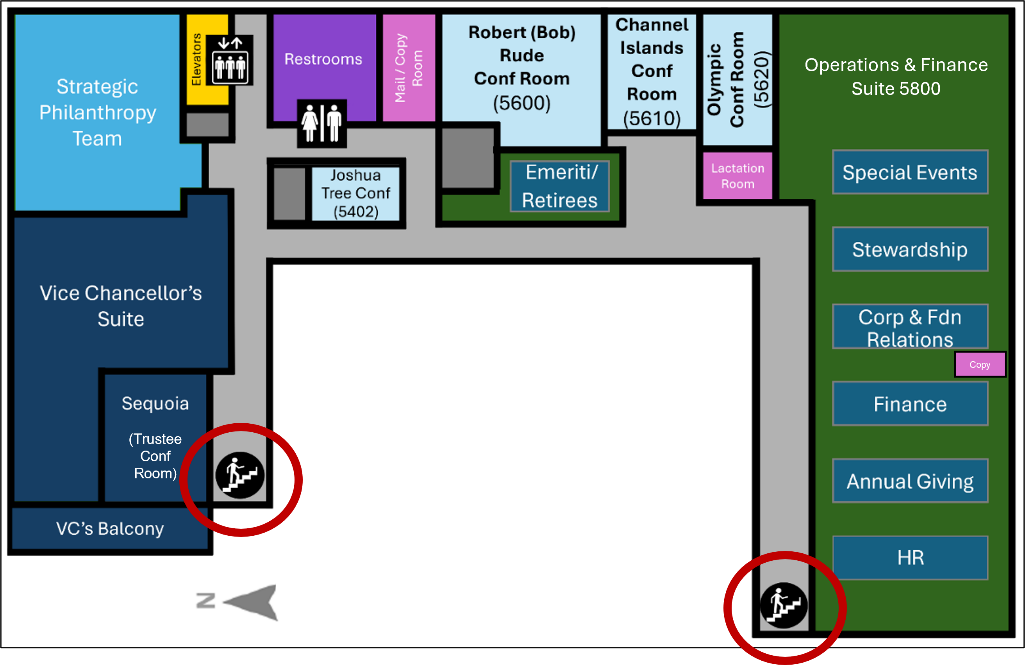 Strategic
Philanthropy
Team
Elevators
Restrooms
Mail / Copy
Room
Robert (Bob)
Rude
Conf Room
(5600)
Channel
Islands
Conf
Room
(5610)
Olympic
Conf Room
(5620)
Operations & Finance
Suite 5800
Lactation
Room
Joshua
Tree Conf
(5402)
Emeriti/
Retirees
Special Events
Stewardship
Corp & Fdn
Relations
Copy
Finance
Annual Giving
HR
Vice Chancellor's
Suite
Sequoia
(Trustee
Conf
Room)
VC's Balcony
N